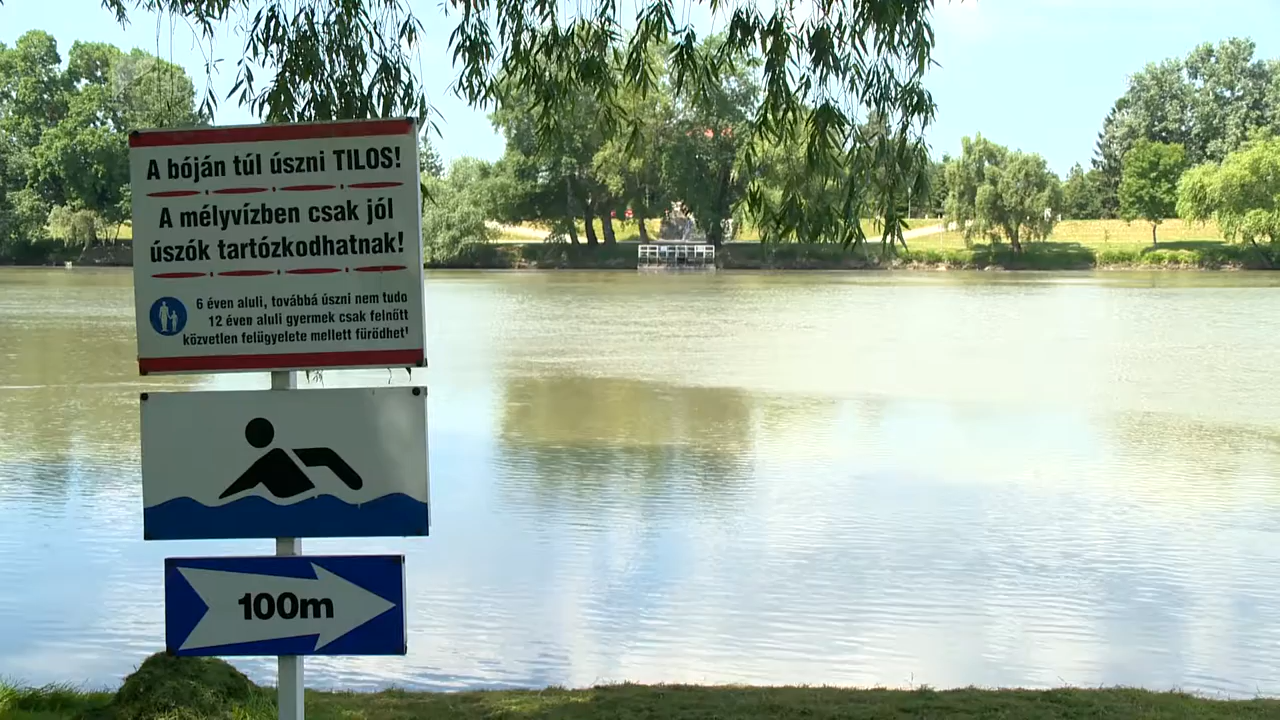 A bóján túl úszni TILOS!
A mélyvízben csak jól
úszók tartózkodhatnak!
6 éven aluli, továbbá úszni nem tudo
12 éven aluli gyermek csak felnőtt
közvetlen felügyelete mellett fürödhet!
100m